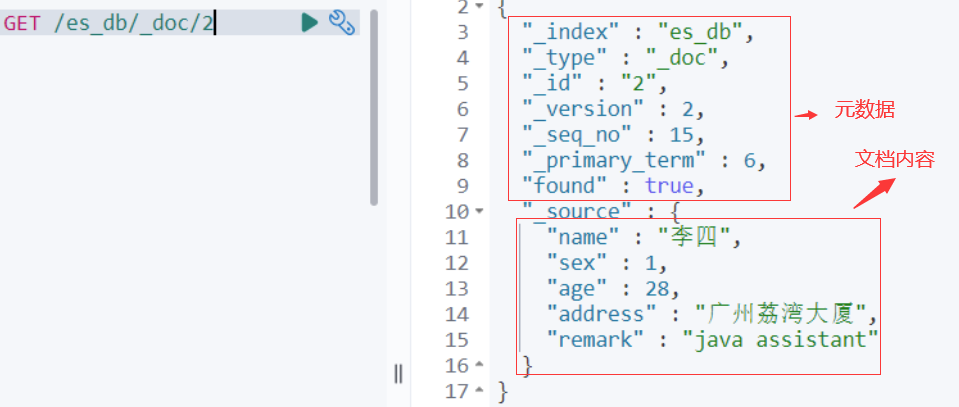 GET /es_db/_doc/2
2 {
3 "_index" : "es_db",
4 "_type" : "_doc",
5 "_id" : "2",
6 "_version" : 2,
7 "_seq_no" : 15,
8 "_primary_term" : 6,
9 "found" : true,
10 "_source" : {
11 "name" : "李四",
12 "sex" : 1,
13 "age" : 28,
14 "address" : "广州荔湾大厦",
15 "remark" : "java assistant"
16 }
17 }
元数据
文档内容